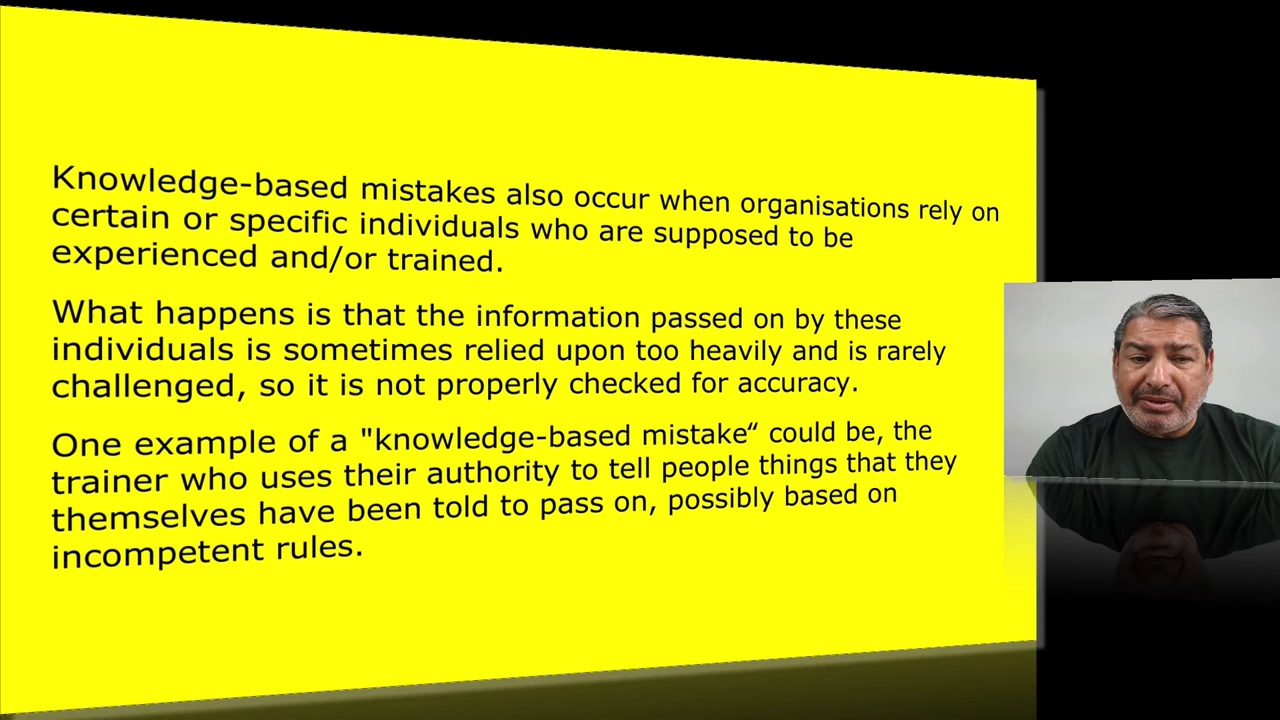 Knowledge-based mistakes also occur when organisations rely on
certain or specific individuals who are supposed to be
experienced and/or trained.
What happens is that the information passed on by these
individuals is sometimes relied upon too heavily and is rarely
challenged, so it is not properly checked for accuracy.
One example of a "knowledge-based mistake“ could be, the
trainer who uses their authority to tell people things that they
themselves have been told to pass on, possibly based on
incompetent rules.